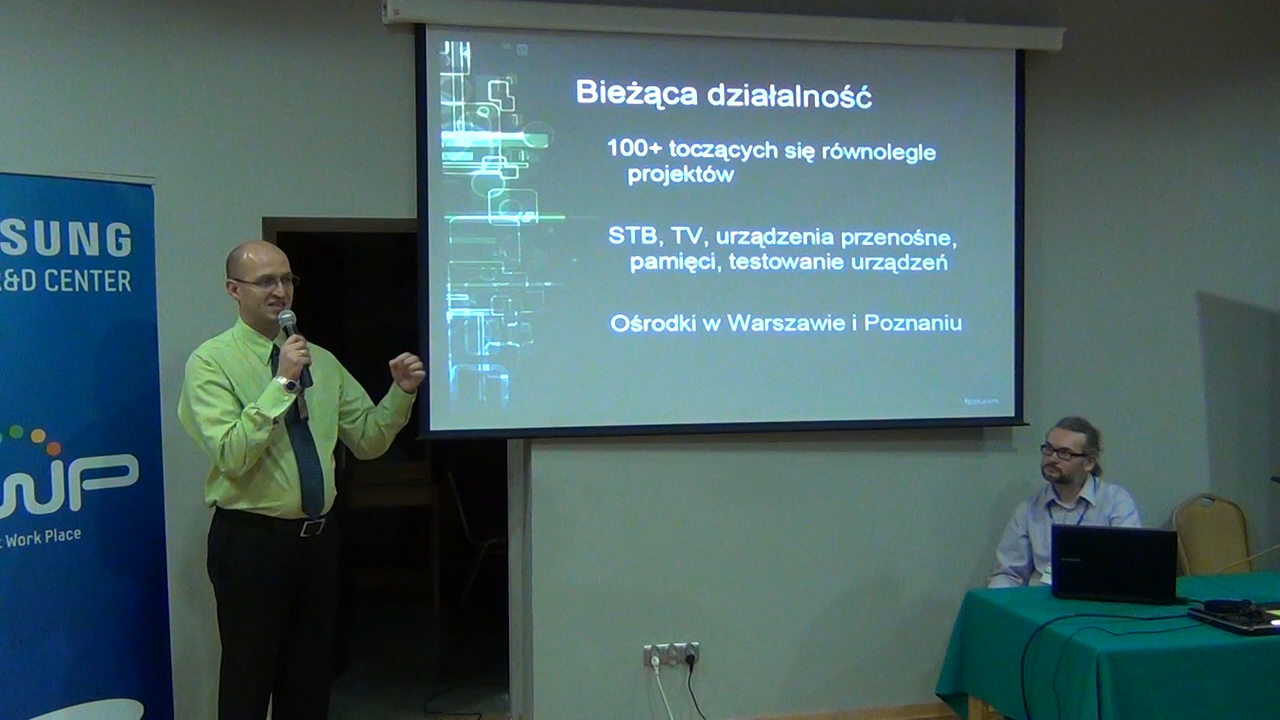 SUNG
R&D CENTER
WP
t Work Place
Bieżąca działalność
100+ toczących się równolegle
projektów
STB, TV, urządzenia przenośne,
pamięci, testowanie urządzeń
Ośrodki w Warszawie i Poznaniu